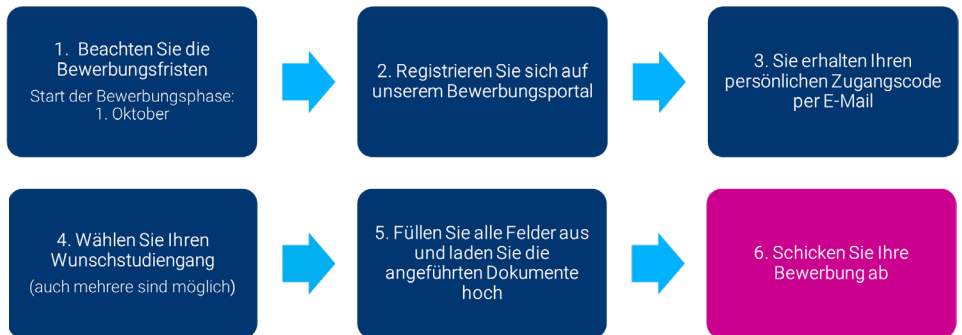 1. Beachten Sie die
Bewerbungsfristen
Start der Bewerbungsphase:
1. Oktober
2. Registrieren Sie sich auf
unserem Bewerbungsportal
3. Sie erhalten Ihren
persönlichen Zugangscode
per E-Mail
4. Wählen Sie Ihren
Wunschstudiengang
(auch mehrere sind möglich)
5. Füllen Sie alle Felder aus
und laden Sie die
angeführten Dokumente
hoch
6. Schicken Sie Ihre
Bewerbung ab